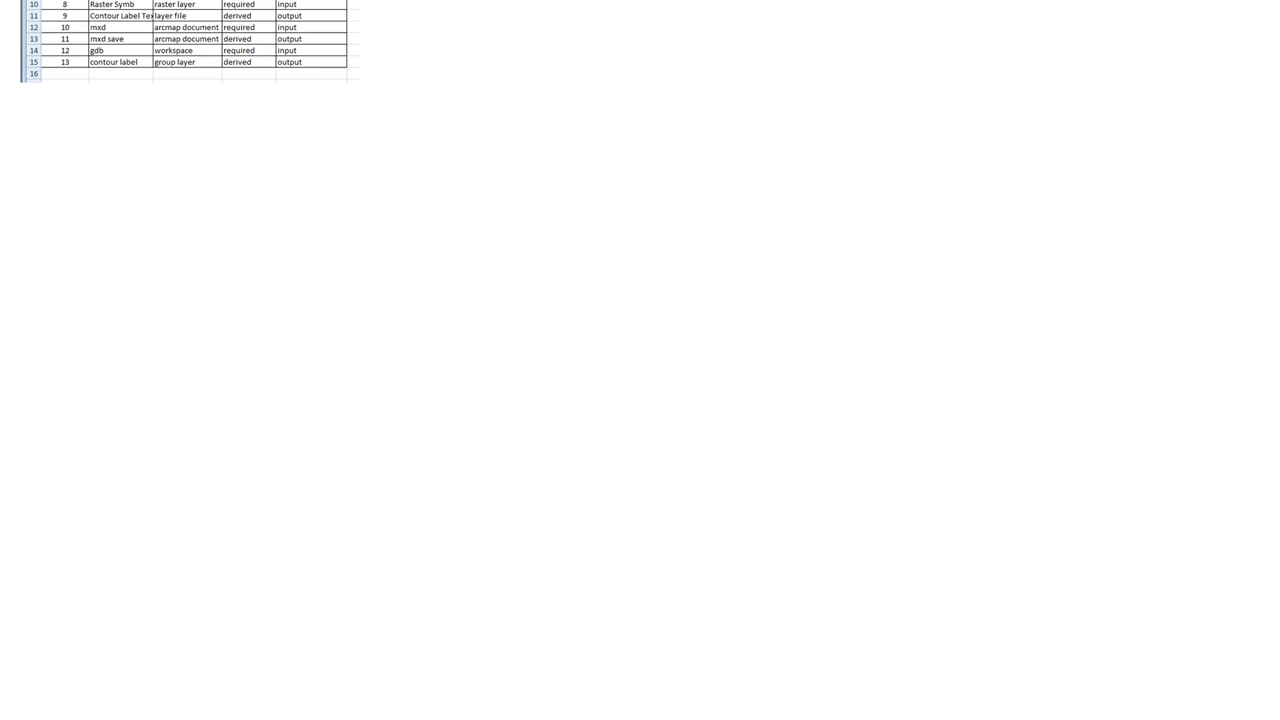 10 8 Raster Symb raster layer required input
11 9 Contour Label Tex layer file derived output
12 10 mxd arcmap document required input
13 11 mxd save arcmap document derived output
14 12 gdb workspace required input
15 13 contour label group layer derived output
16